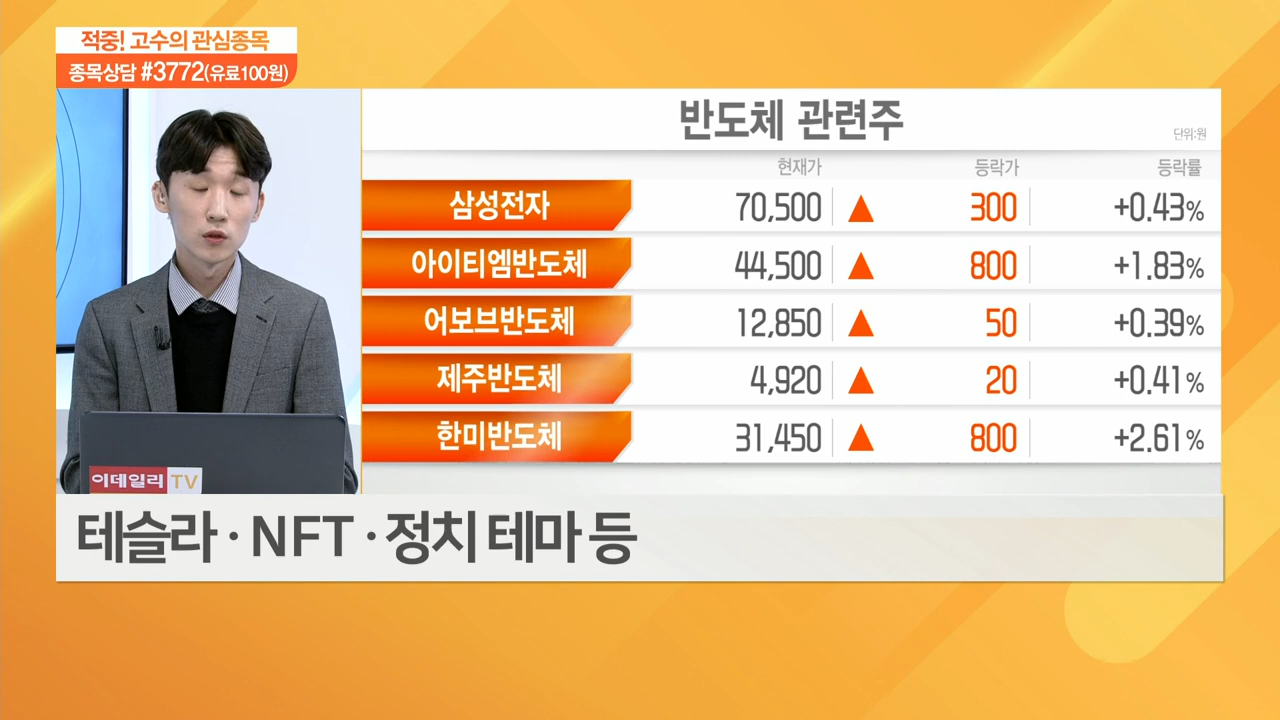 적중! 고수의 관심종목
종목상담 #3772(유료100원)
반도체 관련주
단위:원
현재가 등락가 등락률
삼성전자 70,500 ▲ 300 +0.43%
아이티엠반도체 44,500 ▲ 800 +1.83%
어보브반도체 12,850 ▲ 50 +0.39%
제주반도체 4,920 ▲ 20 +0.41%
한미반도체 31,450 ▲ 800 +2.61%
이데일리 TV
테슬라·NFT·정치 테마 등